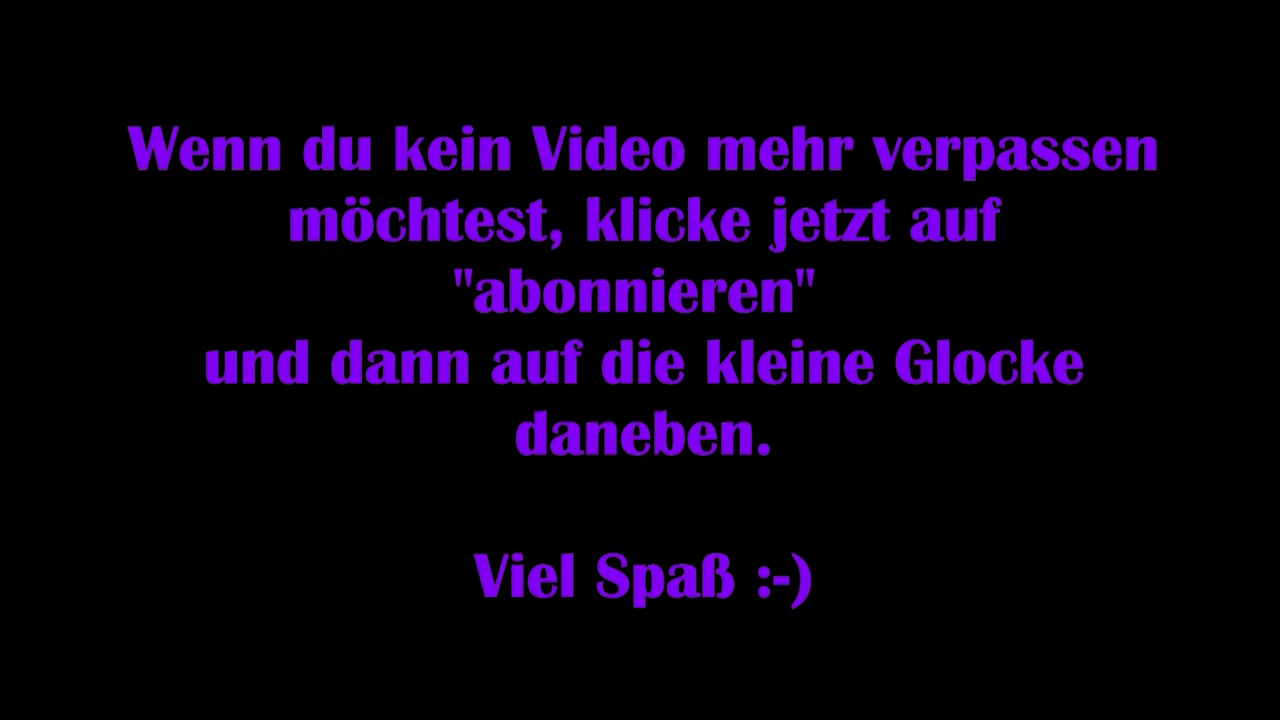 Wenn du kein Video mehr verpassen
möchtest, klicke jetzt auf
"abonnieren"
und dann auf die kleine Glocke
daneben.
Viel Spaß :-)